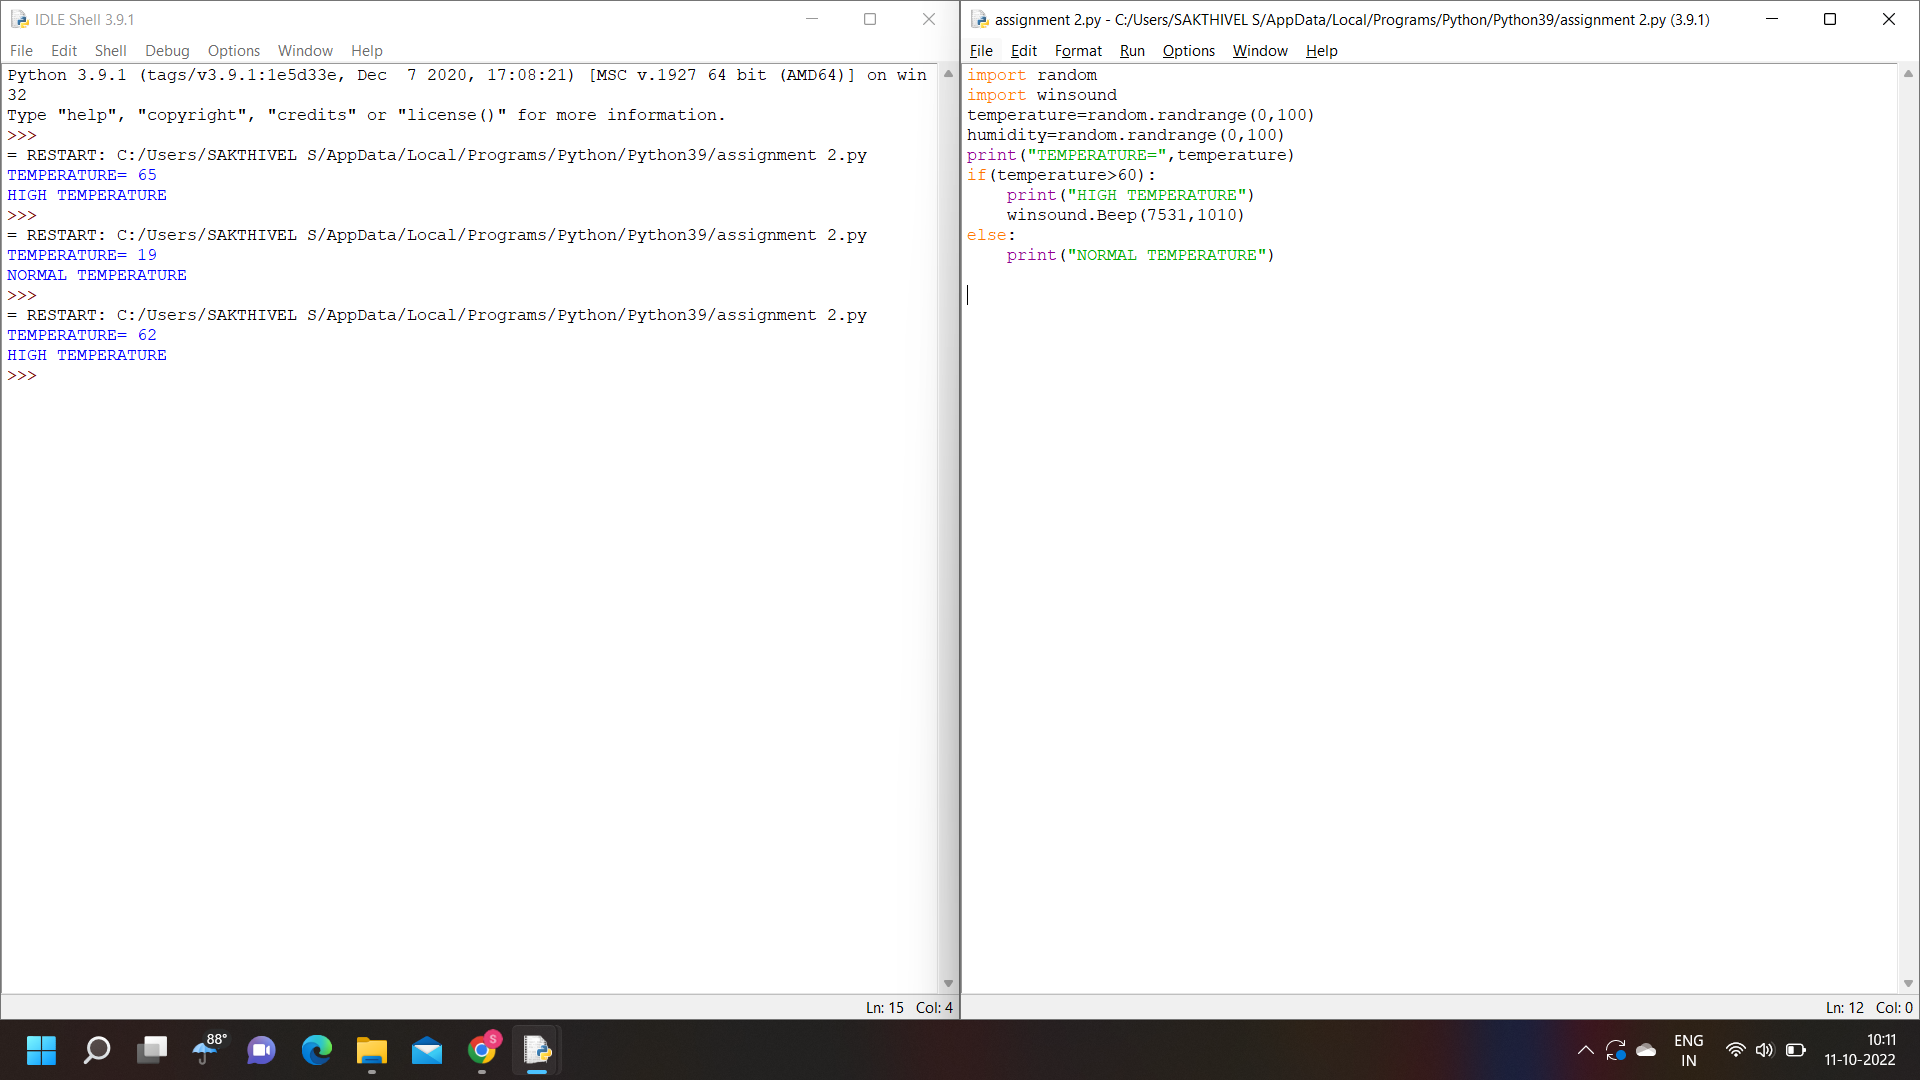 IDLE Shell 3.9.1
File Edit Shell Debug Options Window Help
Python 3.9.1 (tags/v3.9.1:1e5d33e, Dec  7 2020, 17:08:21) [MSC v.1927 64 bit (AMD64)] on win
32
Type "help", "copyright", "credits" or "license()" for more information.
>>>
= RESTART: C:/Users/SAKTHIVEL S/AppData/Local/Programs/Python/Python39/assignment 2.py
TEMPERATURE= 65
HIGH TEMPERATURE
>>>
= RESTART: C:/Users/SAKTHIVEL S/AppData/Local/Programs/Python/Python39/assignment 2.py
TEMPERATURE= 19
NORMAL TEMPERATURE
>>>
= RESTART: C:/Users/SAKTHIVEL S/AppData/Local/Programs/Python/Python39/assignment 2.py
TEMPERATURE= 62
HIGH TEMPERATURE
>>>
Ln: 15 Col: 4
assignment 2.py - C:/Users/SAKTHIVEL S/AppData/Local/Programs/Python/Python39/assignment 2.py (3.9.1)
File Edit Format Run Options Window Help
import random
import winsound
temperature=random.randrange(0,100)
humidity=random.randrange(0,100)
print("TEMPERATURE=",temperature)
if(temperature>60):
    print("HIGH TEMPERATURE")
    winsound.Beep(7531,1010)
else:
    print("NORMAL TEMPERATURE")
Ln: 12 Col: 0
88°
S
ENG
IN
10:11
11-10-2022